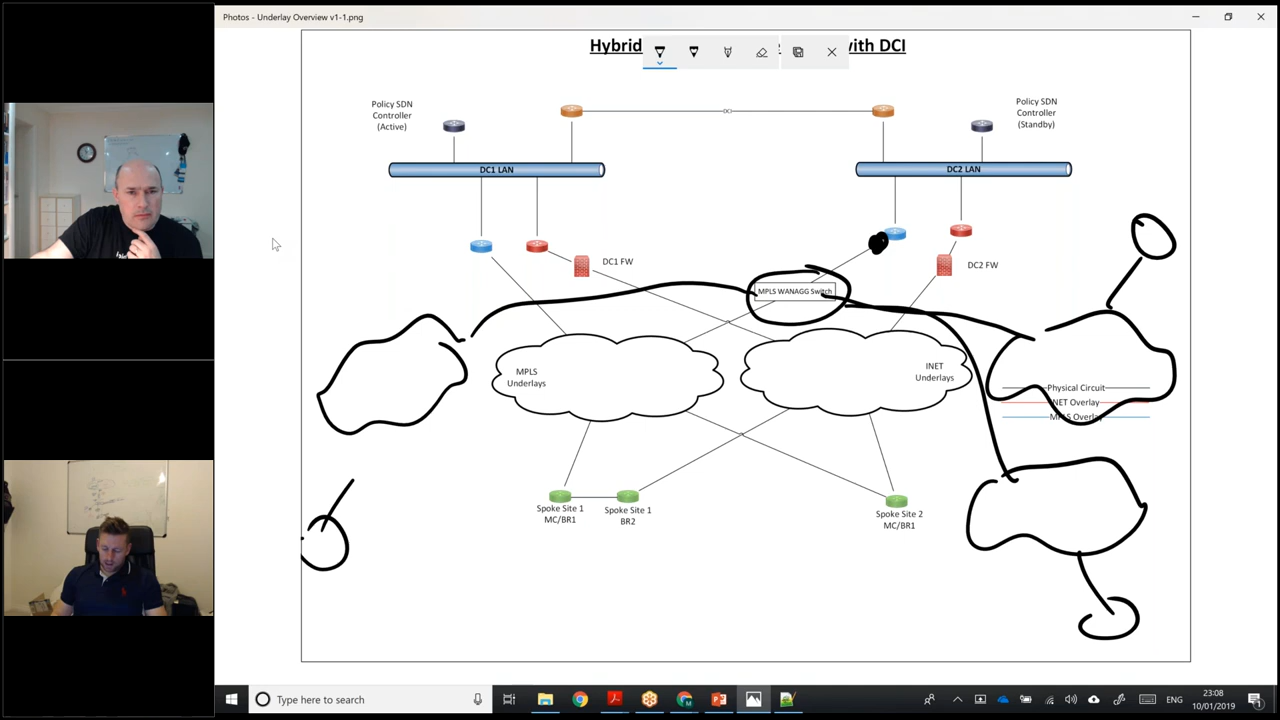 Photos - Underlay Overview v1-1.png
Hybrid
with DCI
Policy SDN
Controller
(Active)
DCI
Policy SDN
Controller
(Standby)
DC1 LAN
DC2 LAN
DC1 FW
DC2 FW
MPLS WANAGG Switch
MPLS
Underlays
INET
Underlays
Physical Circuit
INET Overlay
MPLS Overlay
Spoke Site 1
MC/BR1
Spoke Site 1
BR2
Spoke Site 2
MC/BR1
Type here to search
ENG
23:08
10/01/2019